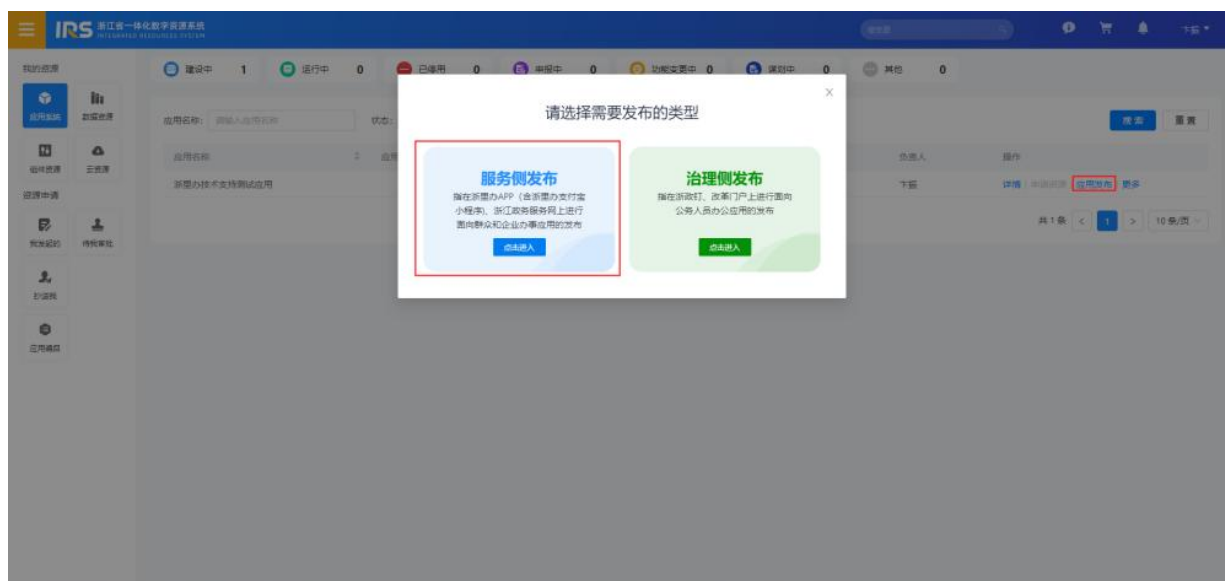 IRS 浙江省一体化数字资源系统
INTEGRATED RESOURCES SYSTEM
卞振
我的资源
应用系统 数据资源
组件资源 云资源
资源申请
我发起的 待我审批
抄送我
应用编目
建设中 1 运行中 0 已停用 0 申报中 0 功能变更中 0 谋划中 0 其他 0
应用名称: 请输入应用名称 状态:
搜索 重置
应用名称 应用 负责人 操作
浙里办技术支持测试应用 卞振 详情 申请资源 应用发布 更多
共 1 条 < 1 > 10 条/页
请选择需要发布的类型
X
服务侧发布
指在浙里办APP(含浙里办支付宝
小程序)、浙江政务服务网上进行
面向群众和企业办事应用的发布
点击进入
治理侧发布
指在浙政钉、改革门户上进行面向
公务人员办公应用的发布
点击进入